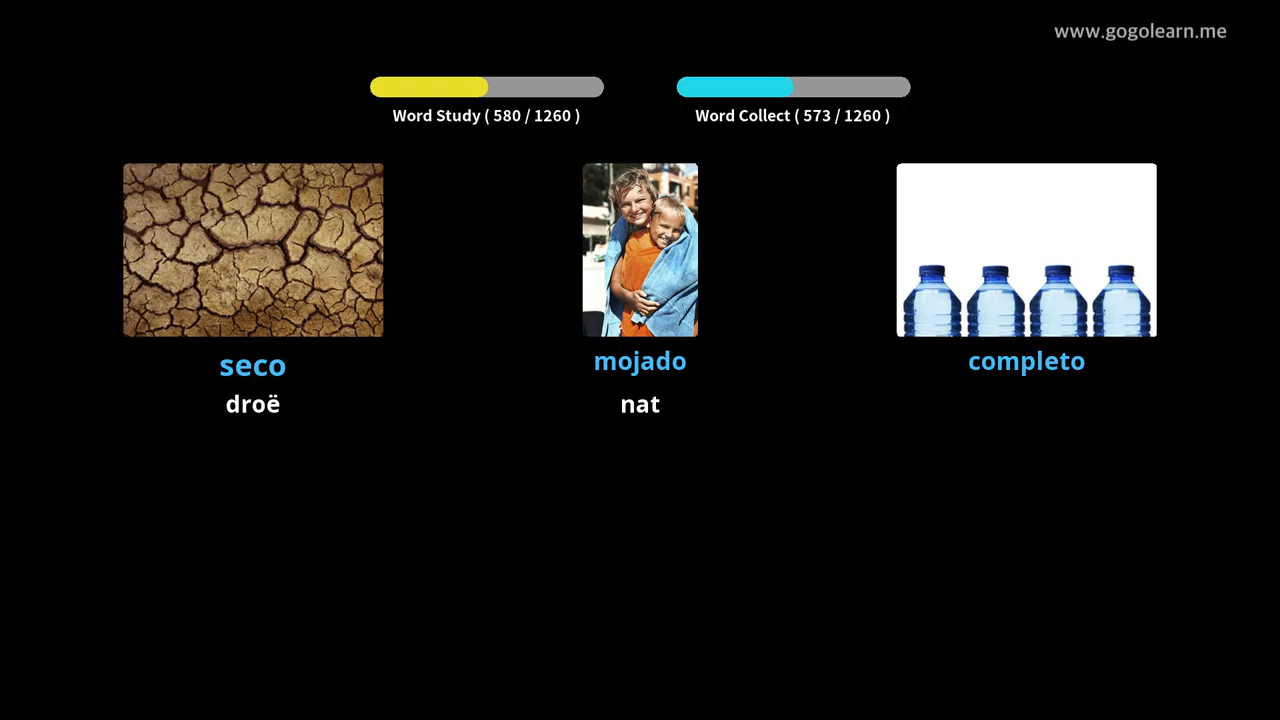 www.gogolearn.me
Word Study ( 580 / 1260 )
Word Collect ( 573 / 1260 )
seco
mojado
completo
droë
nat